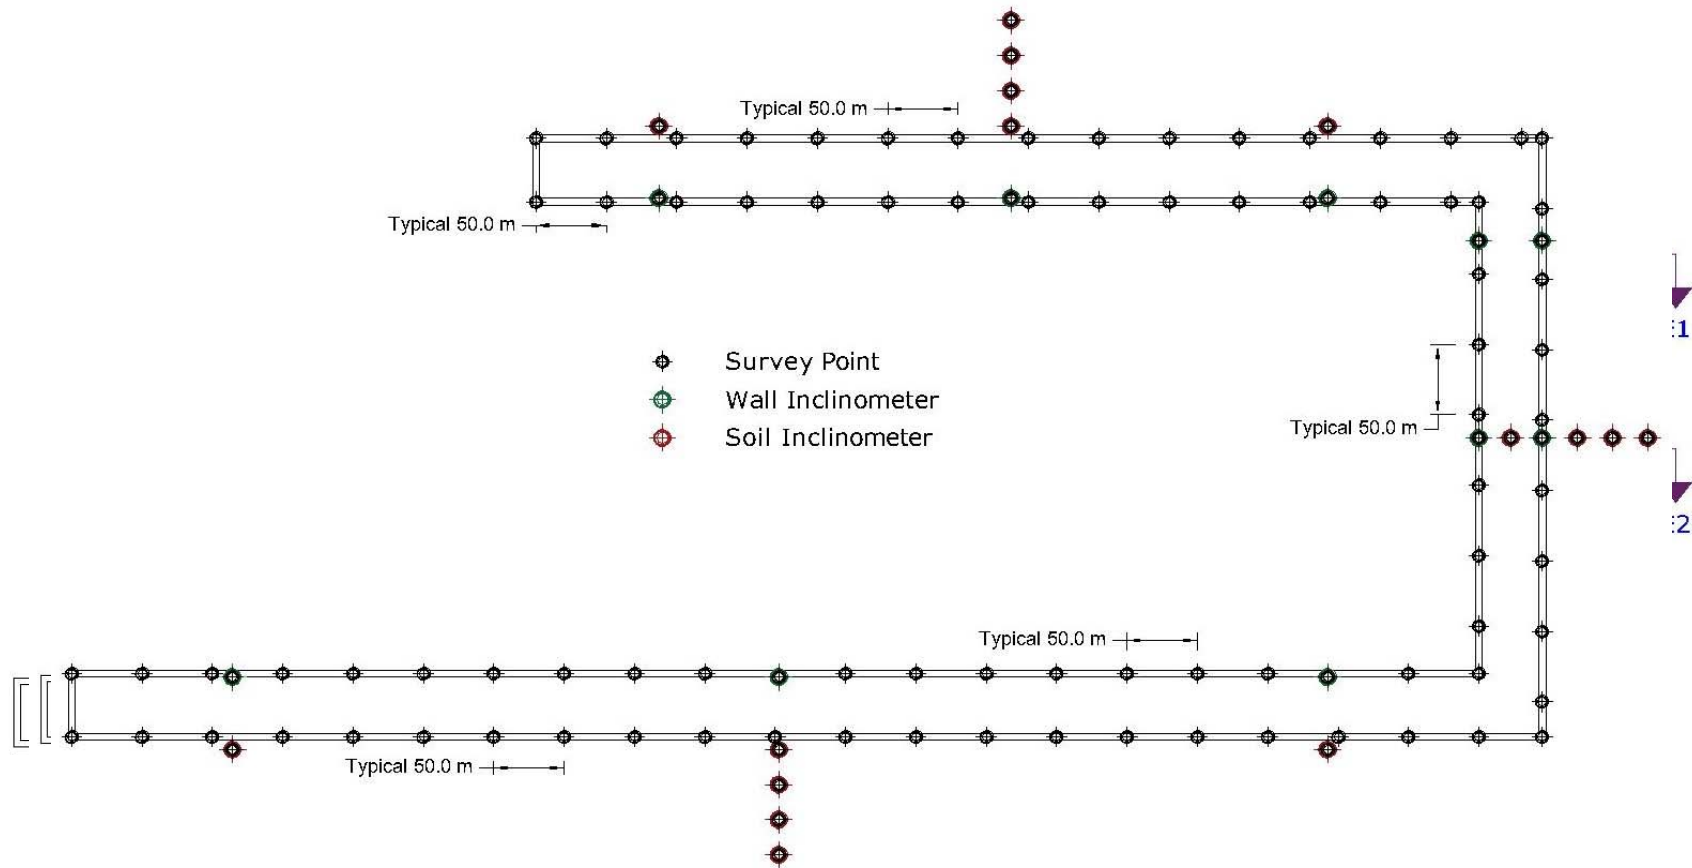 Typical 50.0 m
Typical 50.0 m
:1
Survey Point
Wall Inclinometer
Soil Inclinometer
Typical 50.0 m
:2
Typical 50.0 m
Typical 50.0 m